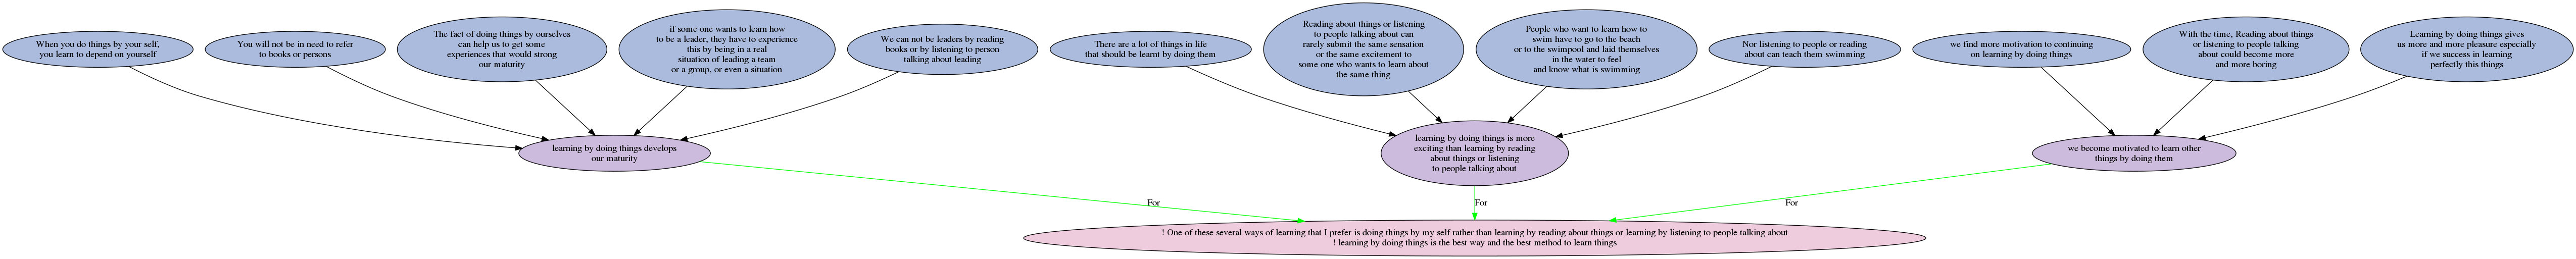 When you do things by your self,
you learn to depend on yourself
You will not be in need to refer
to books or persons
The fact of doing things by ourselves
can help us to get some
experiences that would strong
our maturity
if some one wants to learn how
to be a leader, they have to experience
this by being in a real
situation of leading a team
or a group, or even a situation
We can not be leaders by reading
books or by listening to person
talking about leading
There are a lot of things in life
that should be learnt by doing them
Reading about things or listening
to people talking about can
rarely submit the same sensation
or the same excitement to
some one who wants to learn about
the same thing
People who want to learn how to
swim have to go to the beach
or to the swimpool and laid themselves
in the water to feel
and know what is swimming
Nor listening to people or reading
about can teach them swimming
we find more motivation to continuing
on learning by doing things
With the time, Reading about things
or listening to people talking
about could become more
and more boring
Learning by doing things gives
us more and more pleasure especially
if we success in learning
perfectly this things
learning by doing things develops
our maturity
learning by doing things is more
exciting than learning by reading
about things or listening
to people talking about
we become motivated to learn other
things by doing them
For
For
For
! One of these several ways of learning that I prefer is doing things by my self rather than learning by reading about things or learning by listening to people talking about
! learning by doing things is the best way and the best method to learn things